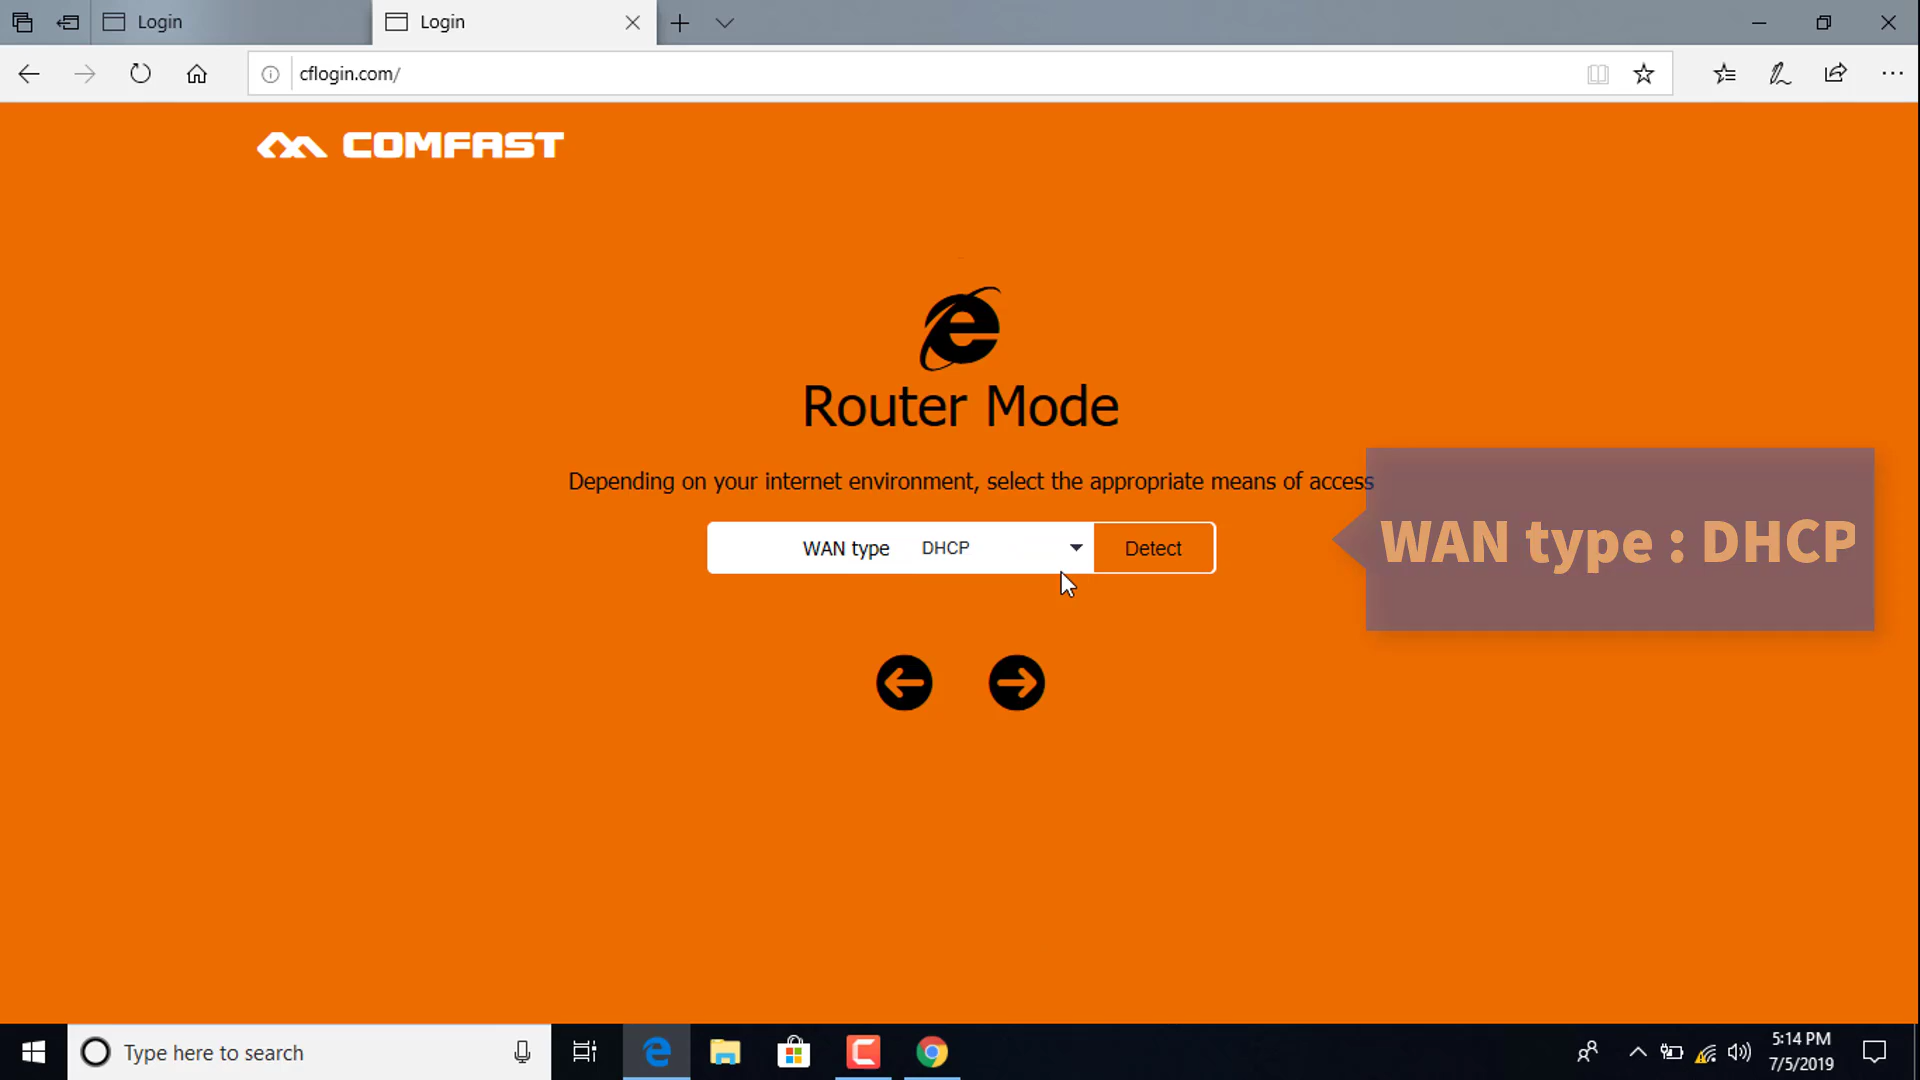 Login
Login
cflogin.com/
COMFAST
Router Mode
Depending on your internet environment, select the appropriate means of access
WAN type DHCP Detect
WAN type : DHCP
Type here to search
5:14 PM
7/5/2019